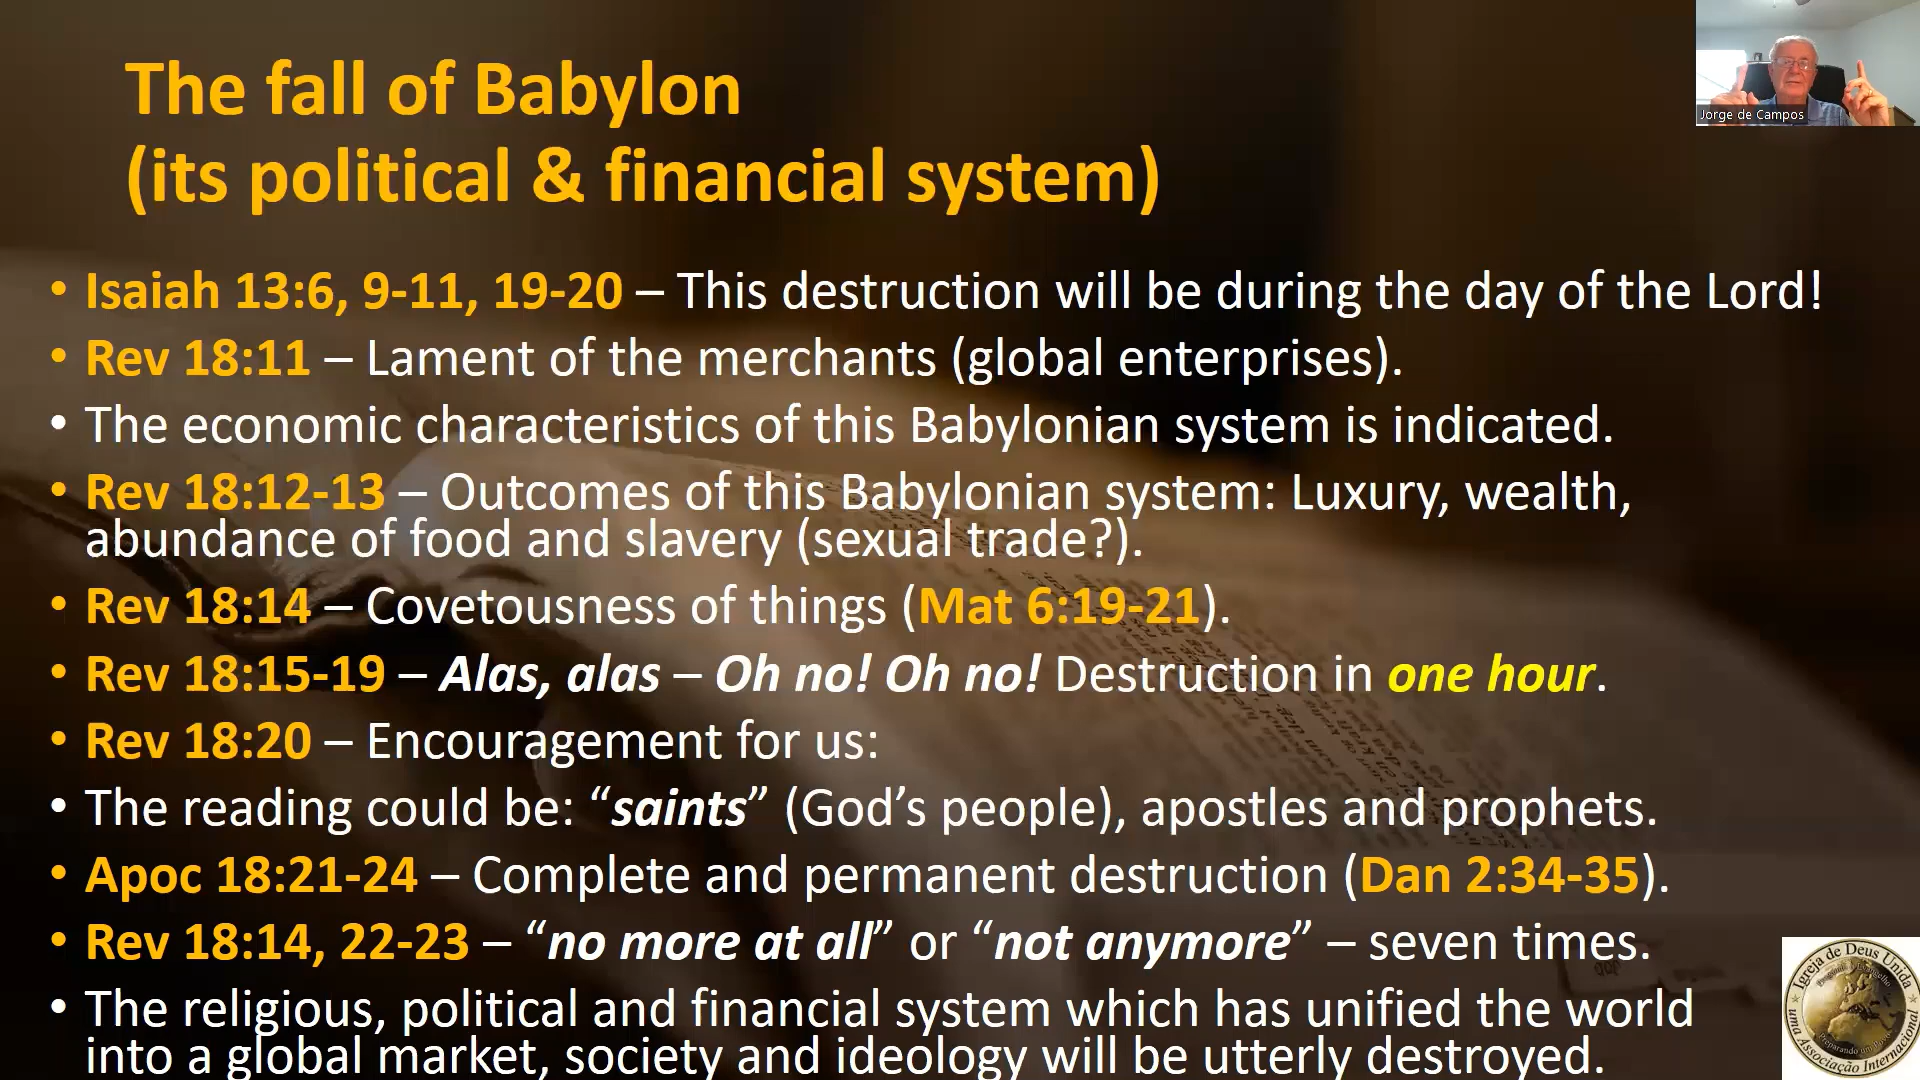 The fall of Babylon
(its political & financial system)
Jorge de Campos
• Isaiah 13:6, 9-11, 19-20 – This destruction will be during the day of the Lord!
• Rev 18:11 – Lament of the merchants (global enterprises).
• The economic characteristics of this Babylonian system is indicated.
• Rev 18:12-13 – Outcomes of this Babylonian system: Luxury, wealth,
abundance of food and slavery (sexual trade?).
• Rev 18:14 – Covetousness of things (Mat 6:19-21).
• Rev 18:15-19 – Alas, alas – Oh no! Oh no! Destruction in one hour.
• Rev 18:20 – Encouragement for us:
• The reading could be: “saints” (God’s people), apostles and prophets.
• Apoc 18:21-24 – Complete and permanent destruction (Dan 2:34-35).
• Rev 18:14, 22-23 – “no more at all” or “not anymore” – seven times.
• The religious, political and financial system which has unified the world
into a global market, society and ideology will be utterly destroyed.
Igreja de Deus Unida
uma Associação Internacional